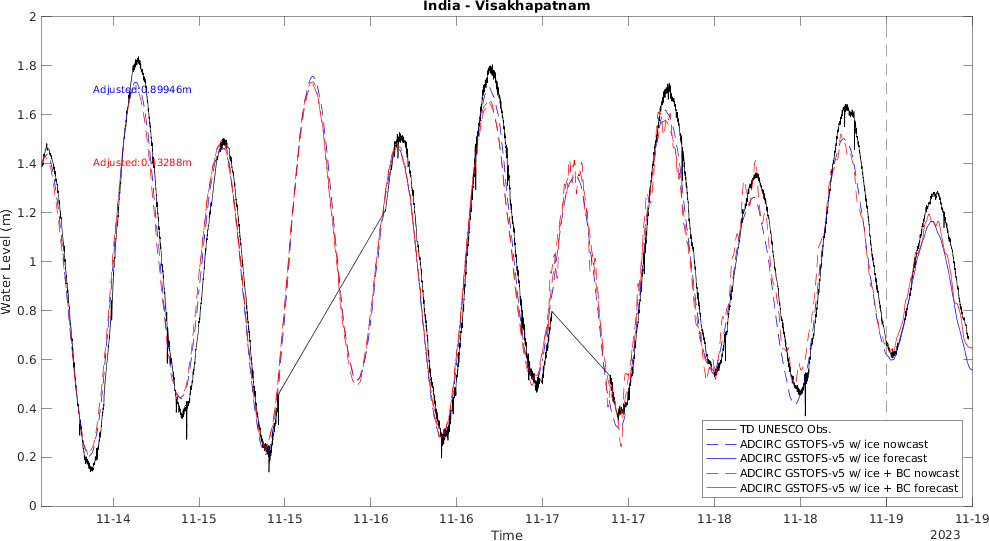 India - Visakhapatnam
2
1.8
1.6
1.4
1.2
1
0.8
0.6
0.4
0.2
0
Water Level (m)
Adjusted:0.89946m
TD UNESCO Obs.
ADCIRC GSTOFS-v5 w/ ice nowcast
ADCIRC GSTOFS-v5 w/ ice forecast
ADCIRC GSTOFS-v5 w/ ice + BC nowcast
ADCIRC GSTOFS-v5 w/ ice + BC forecast
11-14 11-15 11-15 11-16 11-16 11-17 11-17 11-18 11-18 11-19 11-19
Time
2023